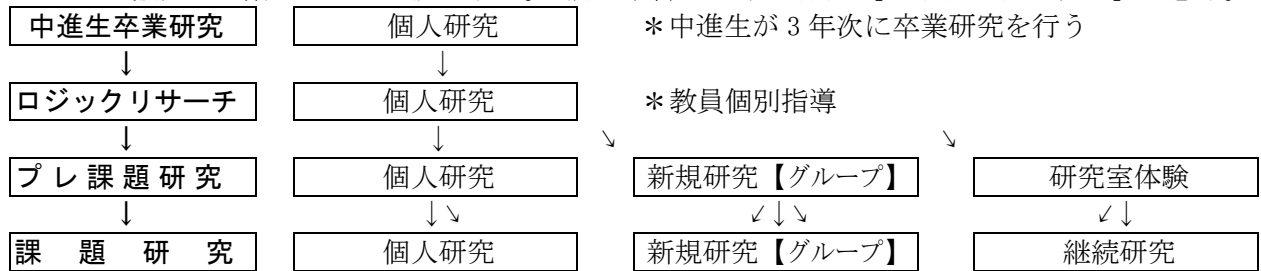 中進生卒業研究 個人研究 *中進生が3年次に卒業研究を行う
↓ ↓
ロジックリサーチ 個人研究 *教員個別指導
↓ ↓ ↘ ↘
プレ課題研究 個人研究 新規研究【グループ】 研究室体験
↓ ↓↘ ↙↓↘ ↙↓
課題研究 個人研究 新規研究【グループ】 継続研究